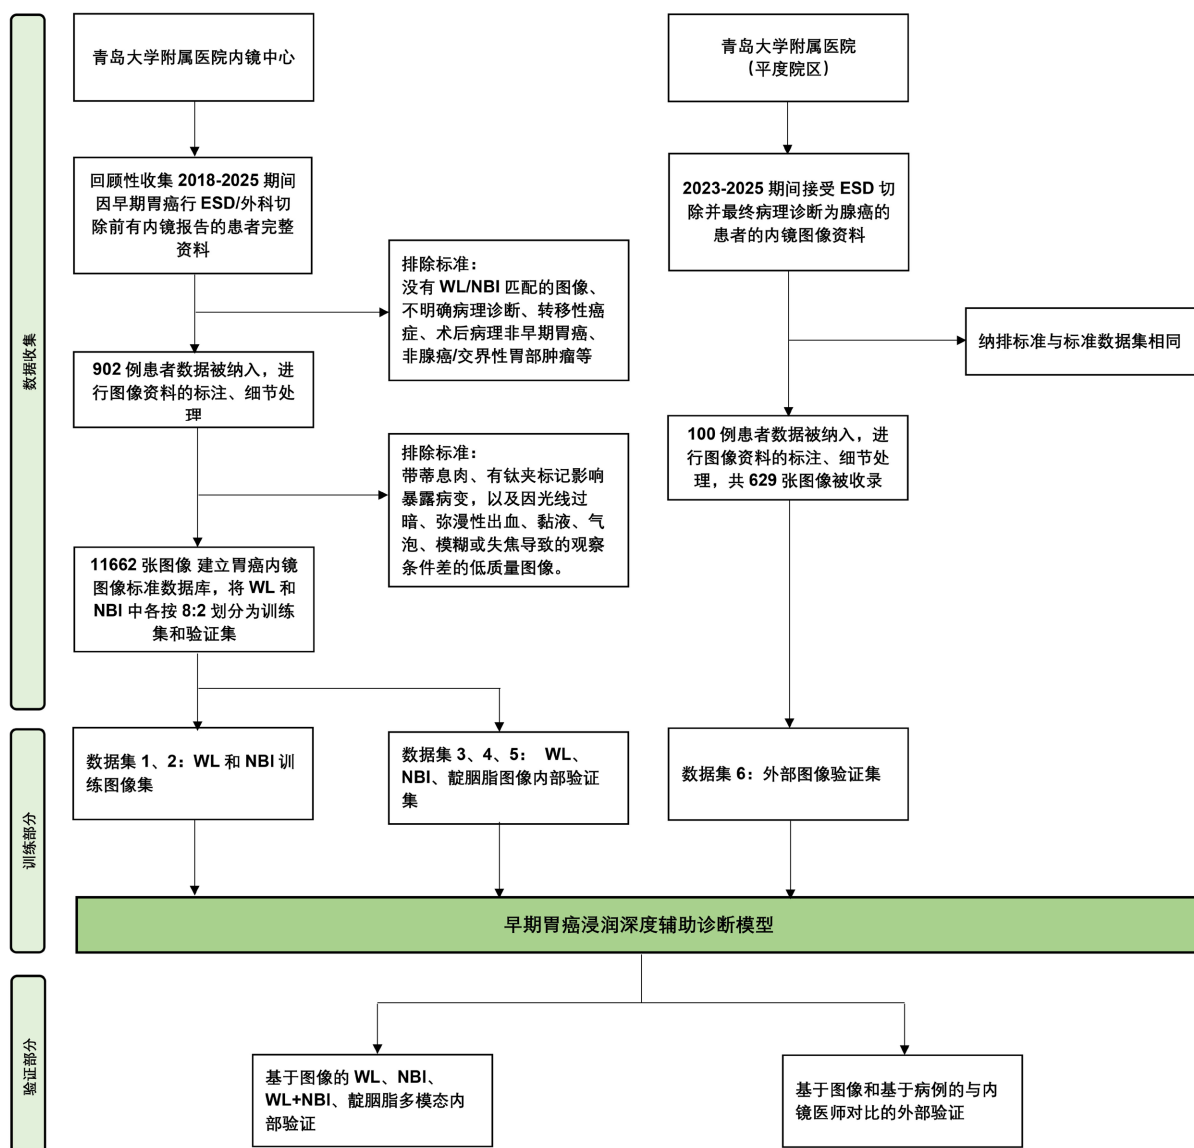 青岛大学附属医院内镜中心
青岛大学附属医院
（平度院区）
回顾性收集 2018-2025 期间
因早期胃癌行 ESD/外科切
除前有内镜报告的患者完整
资料
2023-2025 期间接受 ESD 切
除并最终病理诊断为腺癌的
患者的内镜图像资料
排除标准：
没有 WL/NBI 匹配的图像、
不明确病理诊断、转移性癌
症、术后病理非早期胃癌、
非腺癌/交界性胃部肿瘤等
纳排标准与标准数据集相同
数据收集
902 例患者数据被纳入，进
行图像资料的标注、细节处
理
100 例患者数据被纳入，进
行图像资料的标注、细节处
理，共 629 张图像被收录
排除标准：
带蒂息肉、有钛夹标记影响
暴露病变，以及因光线过
暗、弥漫性出血、黏液、气
泡、模糊或失焦导致的观察
条件差的低质量图像。
11662 张图像 建立胃癌内镜
图像标准数据库，将 WL 和
NBI 中各按 8:2 划分为训练
集和验证集
训练部分
数据集 1、2：WL 和 NBI 训
练图像集
数据集 3、4、5： WL、
NBI、靛胭脂图像内部验证
集
数据集 6：外部图像验证集
早期胃癌浸润深度辅助诊断模型
验证部分
基于图像的 WL、NBI、
WL+NBI、靛胭脂多模态内
部验证
基于图像和基于病例的与内
镜医师对比的外部验证